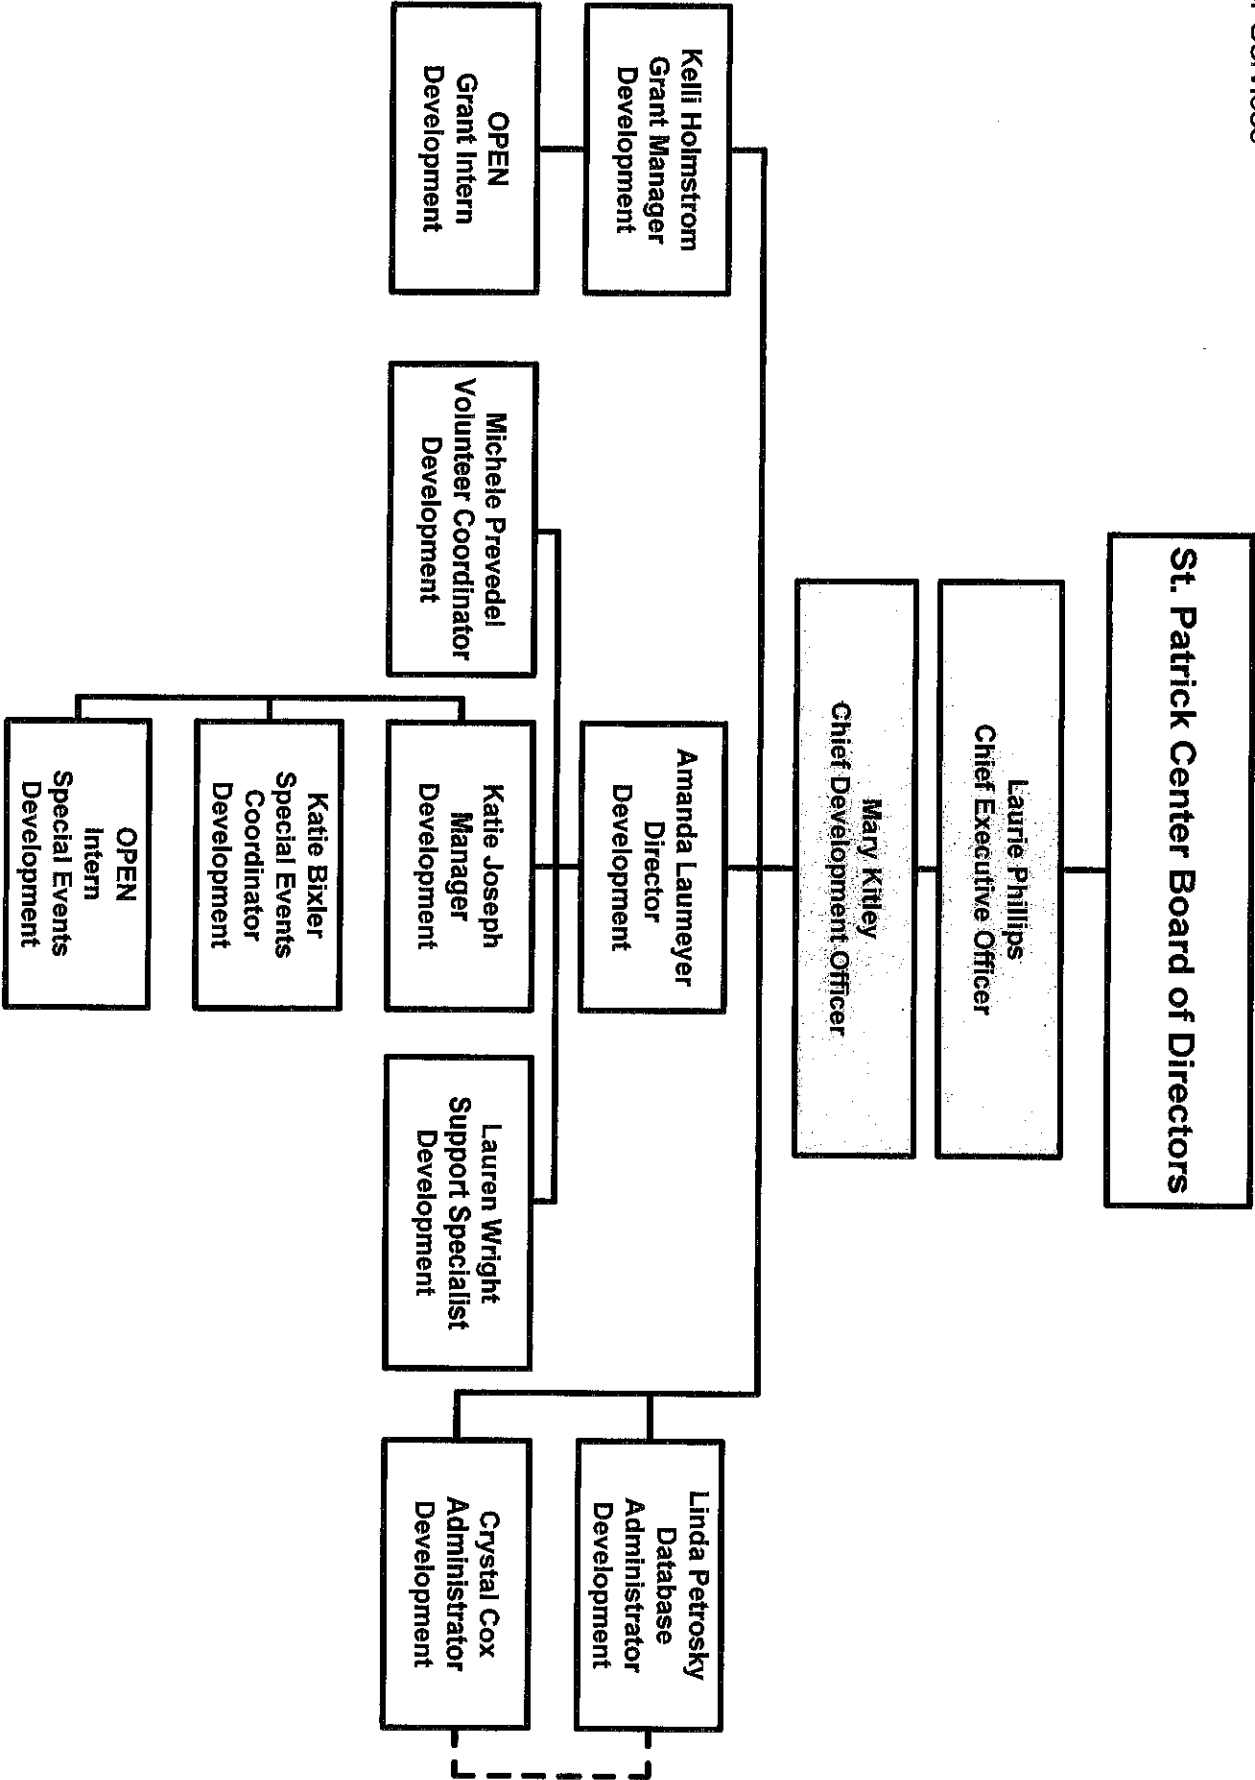 St. Patrick Center Board of Directors
Laurie Phillips
Chief Executive Officer
Mary Kitley
Chief Development Officer
Kelli Holmstrom
Grant Manager
Development
Amanda Laumeyer
Director
Development
Linda Petrosky
Database
Administrator
Development
OPEN
Grant Intern
Development
Michele Prevedel
Volunteer Coordinator
Development
Katie Joseph
Manager
Development
Lauren Wright
Support Specialist
Development
Crystal Cox
Administrator
Development
Katie Bixler
Special Events
Coordinator
Development
OPEN
Intern
Special Events
Development